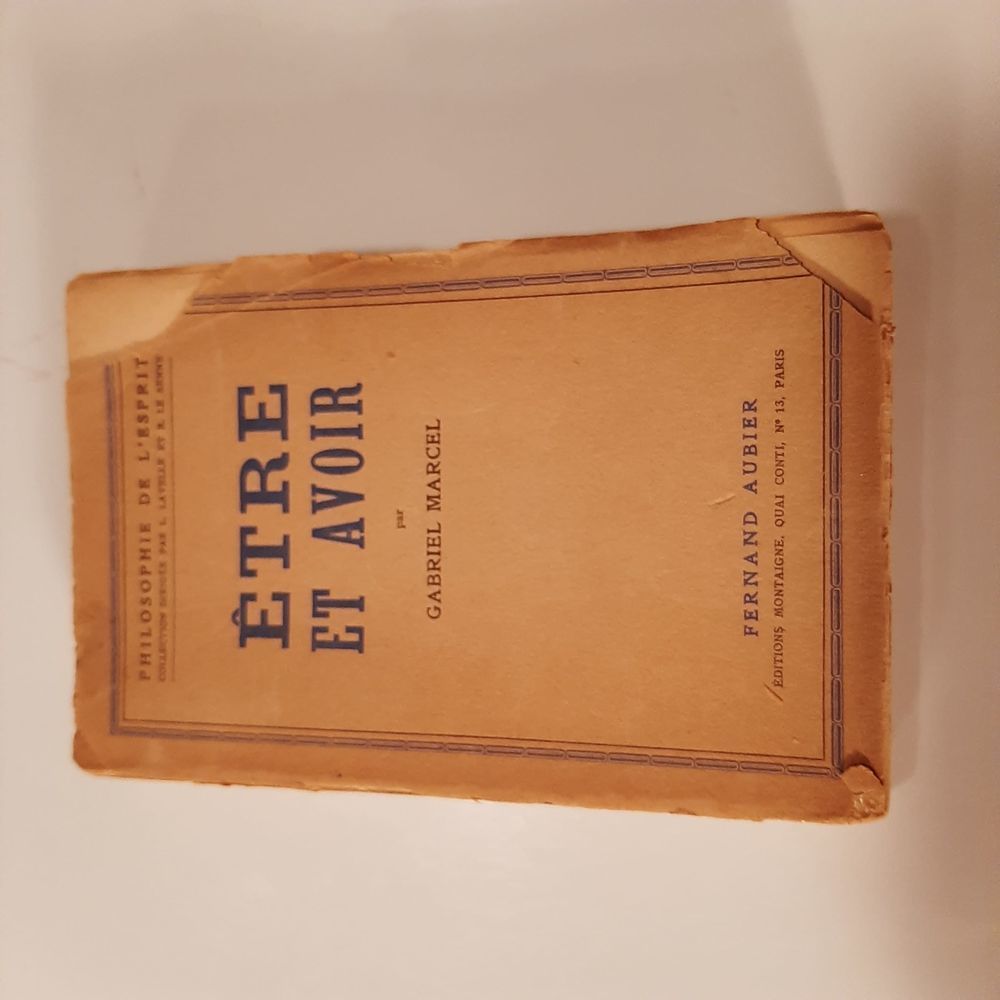 PHILOSOPHIE DE L'ESPRIT
COLLECTION DIRIGÉE PAR L. LAVELLE ET R. LE SENNE
ÊTRE
ET AVOIR
par
GABRIEL MARCEL
FERNAND AUBIER
ÉDITIONS MONTAIGNE, QUAI CONTI, Nº 13, PARIS